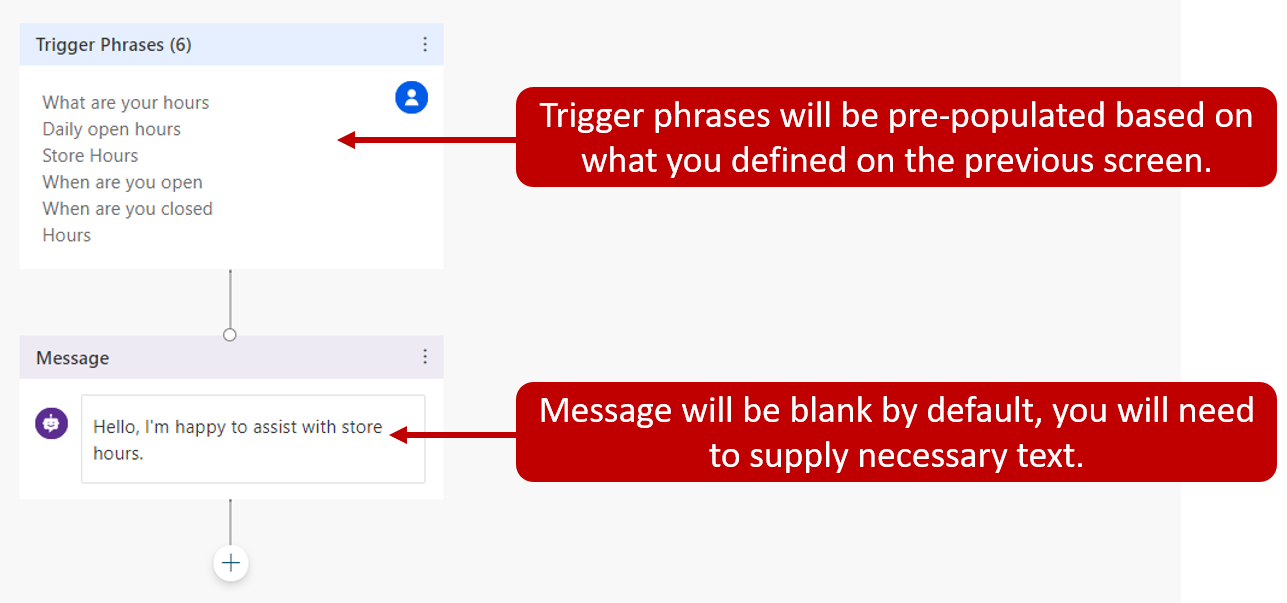 Trigger Phrases (6)
What are your hours
Daily open hours
Store Hours
When are you open
When are you closed
Hours
Trigger phrases will be pre-populated based on
what you defined on the previous screen.
Message
Hello, I'm happy to assist with store
hours.
Message will be blank by default, you will need
to supply necessary text.